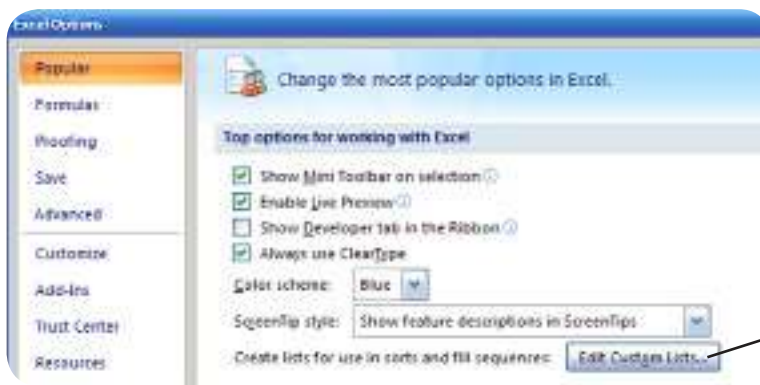 Excel Options
Popular
Formulas
Proofing
Save
Advanced
Customize
Add-Ins
Trust Center
Resources
Change the most popular options in Excel.
Top options for working with Excel
Show Mini Toolbar on selection
Enable Live Preview
Show Developer tab in the Ribbon
Always use ClearType
Color scheme: Blue
ScreenTip style: Show feature descriptions in ScreenTips
Create lists for use in sorts and fill sequences: Edit Custom Lists...